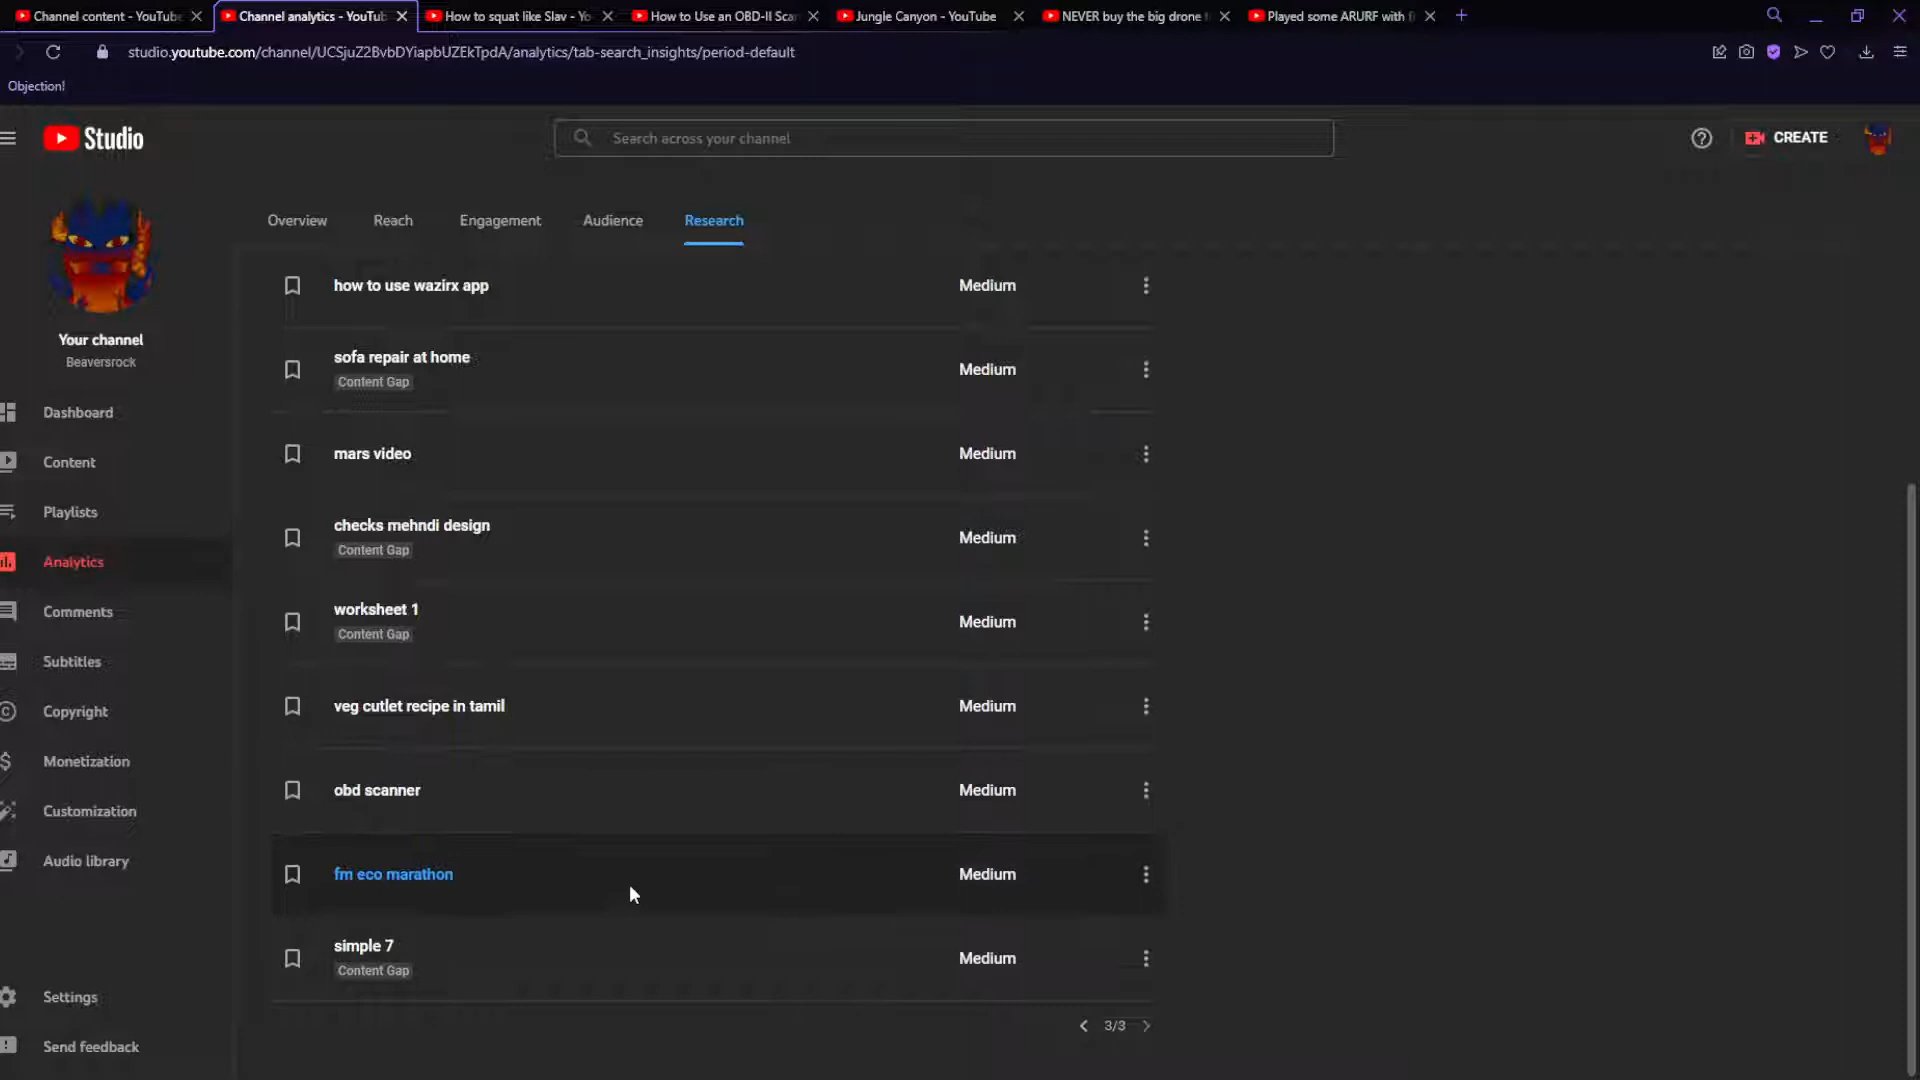 Channel content - YouTube
Channel analytics - YouTub
How to squat like Slav - Yo
How to Use an OBD-II Scan
Jungle Canyon - YouTube
NEVER buy the big drone
Played some ARURF with
studio.youtube.com/channel/UCSjuZ2BvbDYiapbUZEkTpdA/analytics/tab-search_insights/period-default
Objection!
Studio
Search across your channel
CREATE
Your channel
Beaversrock
Dashboard
Content
Playlists
Analytics
Comments
Subtitles
Copyright
Monetization
Customization
Audio library
Settings
Send feedback
Overview
Reach
Engagement
Audience
Research
how to use wazirx app
Medium
sofa repair at home
Content Gap
Medium
mars video
Medium
checks mehndi design
Content Gap
Medium
worksheet 1
Content Gap
Medium
veg cutlet recipe in tamil
Medium
obd scanner
Medium
fm eco marathon
Medium
simple 7
Content Gap
Medium
3/3